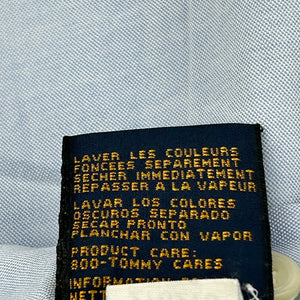 LAVER LES COULEURS
FONCEES SEPAREMENT
SECHER IMMEDIATEMENT
REPASSER A LA VAPEUR
LAVAR LOS COLORES
OSCUROS SEPARADO
SECAR PRONTO
PLANCHAR CON VAPOR
PRODUCT CARE:
800-TOMMY CARES